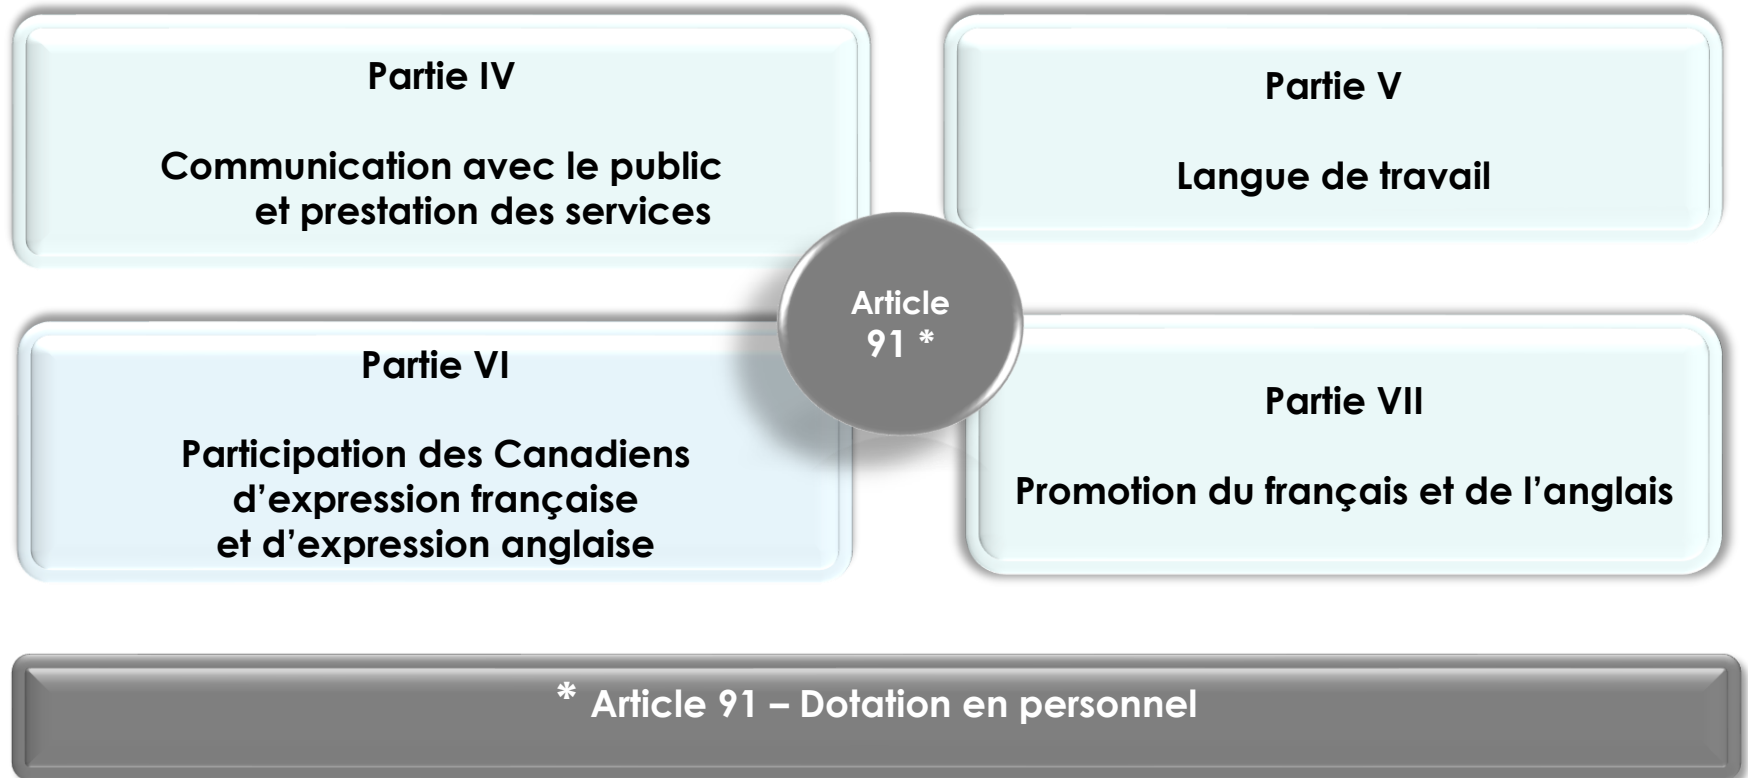 Partie IV
Communication avec le public
et prestation des services
Partie V
Langue de travail
Article
91 *
Partie VI
Participation des Canadiens
d’expression française
et d’expression anglaise
Partie VII
Promotion du français et de l’anglais
* Article 91 – Dotation en personnel